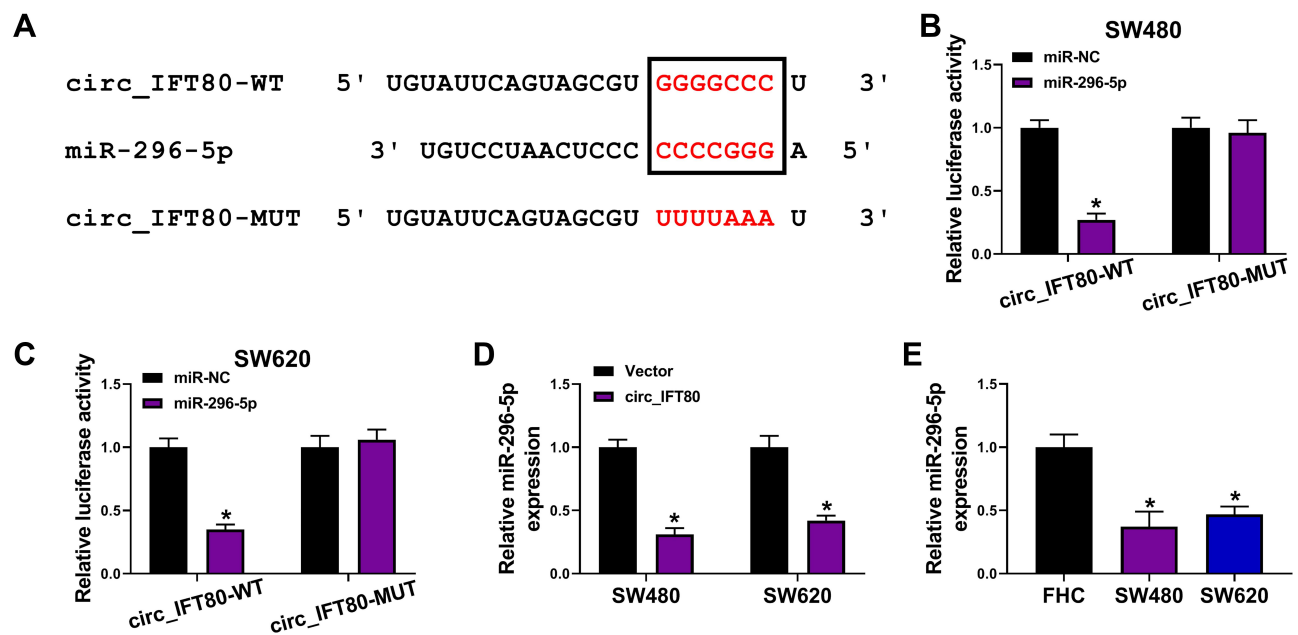 A
circ_IFT80-WT 5' UGUAUUCAGUAGCGU GGGGCCC U 3'
miR-296-5p 3' UGUCCUAACUCCC CCCCGGG A 5'
circ_IFT80-MUT 5' UGUAUUCAGUAGCGU UUUUAAA U 3'
B
SW480
miR-NC
miR-296-5p
Relative luciferase activity
1.5
1.0
0.5
0.0
*
circ_IFT80-WT
circ_IFT80-MUT
C
SW620
miR-NC
miR-296-5p
Relative luciferase activity
1.5
1.0
0.5
0.0
*
circ_IFT80-WT
circ_IFT80-MUT
D
Vector
circ_IFT80
Relative miR-296-5p
expression
1.5
1.0
0.5
0.0
*
*
SW480
SW620
E
Relative miR-296-5p
expression
1.5
1.0
0.5
0.0
*
*
FHC
SW480
SW620